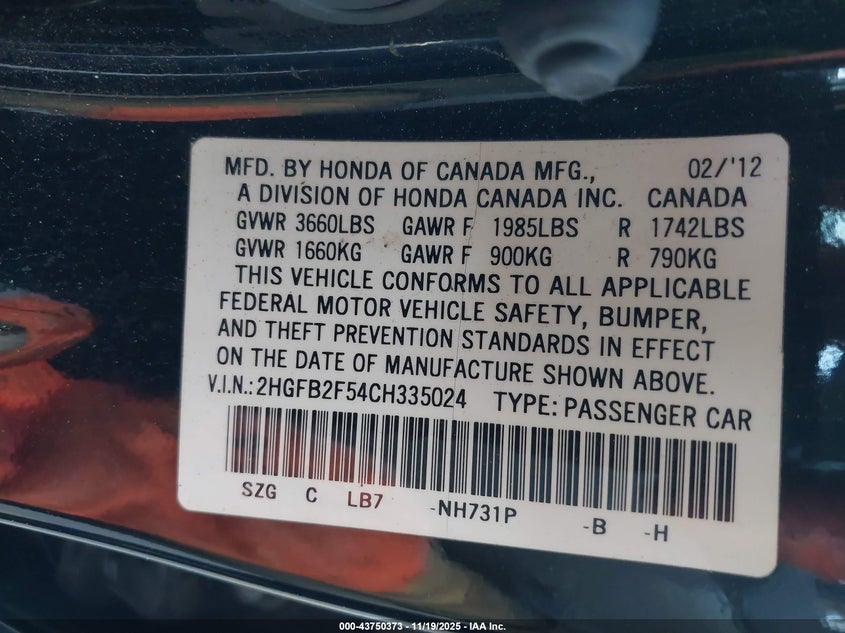 MFD. BY HONDA OF CANADA MFG., 02/'12
A DIVISION OF HONDA CANADA INC. CANADA
GVWR 3660LBS GAWR F 1985LBS R 1742LBS
GVWR 1660KG GAWR F 900KG R 790KG
THIS VEHICLE CONFORMS TO ALL APPLICABLE
FEDERAL MOTOR VEHICLE SAFETY, BUMPER,
AND THEFT PREVENTION STANDARDS IN EFFECT
ON THE DATE OF MANUFACTURE SHOWN ABOVE.
V.I.N.: 2HGFB2F54CH335024 TYPE: PASSENGER CAR
SZG C LB7 -NH731P -B -H
000-43750373 - 11/19/2025 - IAA Inc.